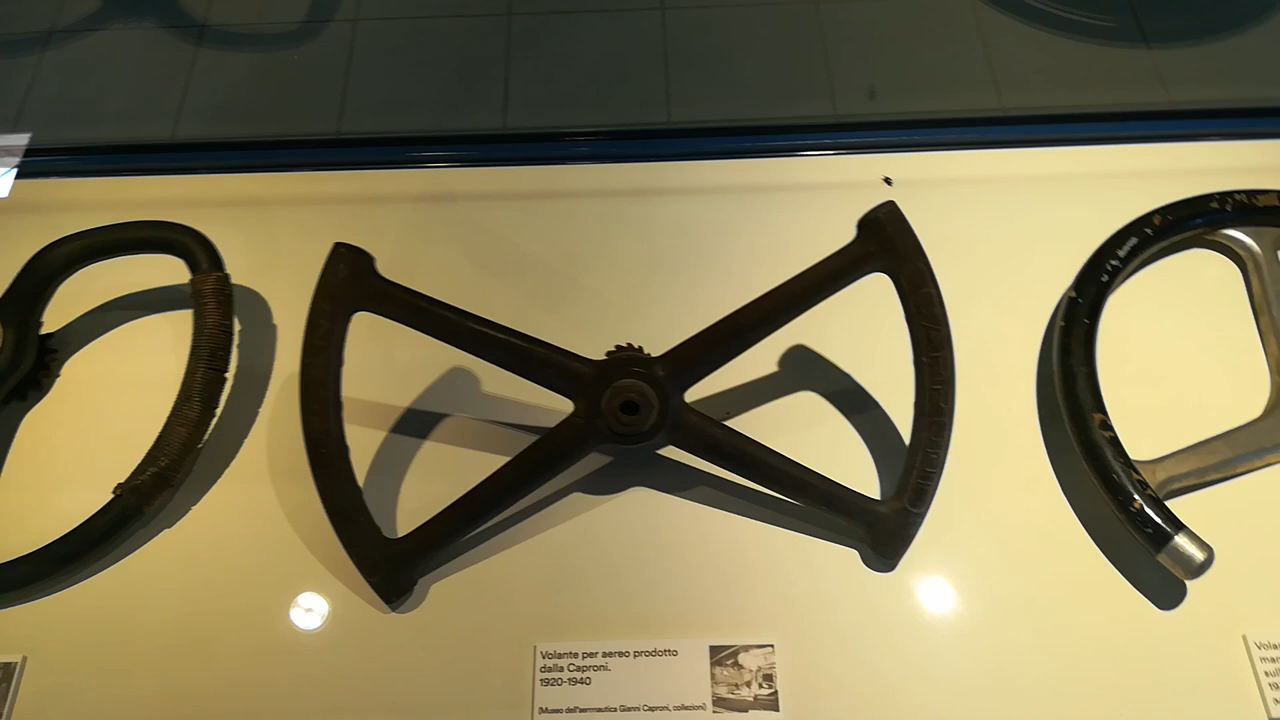 Volante per aereo prodotto
dalla Caproni.
1920-1940
(Museo dell'aeronautica Gianni Caproni, collezioni)